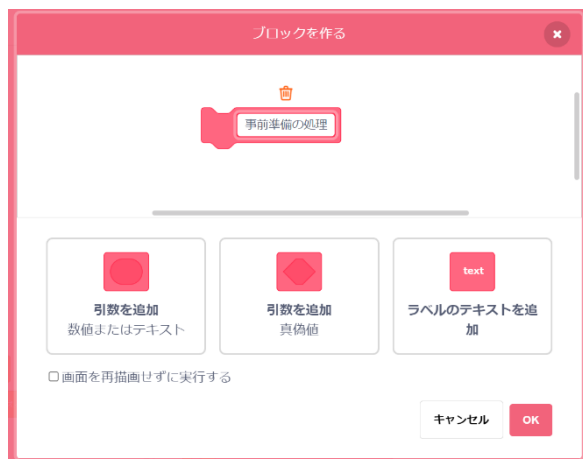 ブロックを作る
事前準備の処理
text
引数を追加
数値またはテキスト
引数を追加
真偽値
ラベルのテキストを追
加
画面を再描画せずに実行する
キャンセル
OK